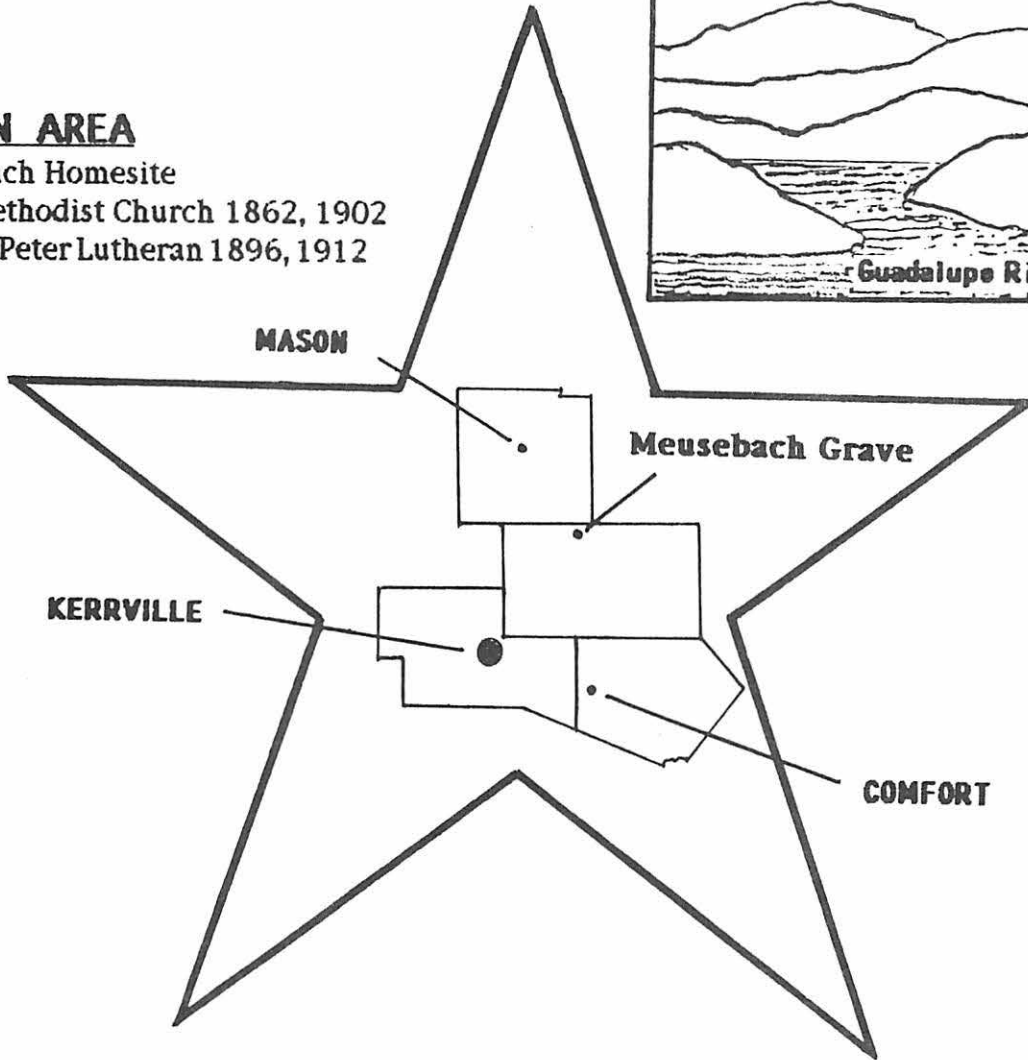 N AREA
ch Homesite
ethodist Church 1862, 1902
Peter Lutheran 1896, 1912
Guadalupe Ri
MASON
Meusebach Grave
KERRVILLE
COMFORT